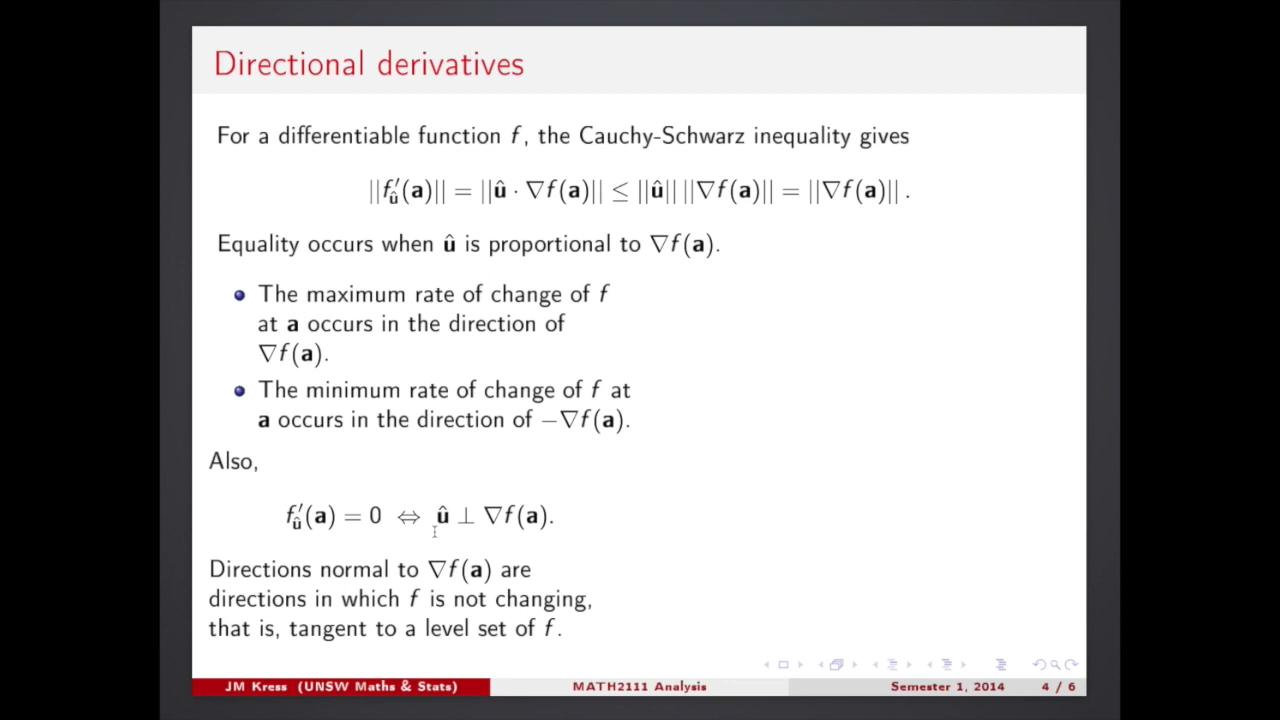 Directional derivatives
For a differentiable function f, the Cauchy-Schwarz inequality gives
||f′û(a)|| = ||û · ∇f(a)|| ≤ ||û|| ||∇f(a)|| = ||∇f(a)|| .
Equality occurs when û is proportional to ∇f(a).
The maximum rate of change of f
at a occurs in the direction of
∇f(a).
The minimum rate of change of f at
a occurs in the direction of −∇f(a).
Also,
f′û(a) = 0 ⇔ û ⊥ ∇f(a).
Directions normal to ∇f(a) are
directions in which f is not changing,
that is, tangent to a level set of f.
JM Kress (UNSW Maths & Stats) MATH2111 Analysis Semester 1, 2014 4 / 6